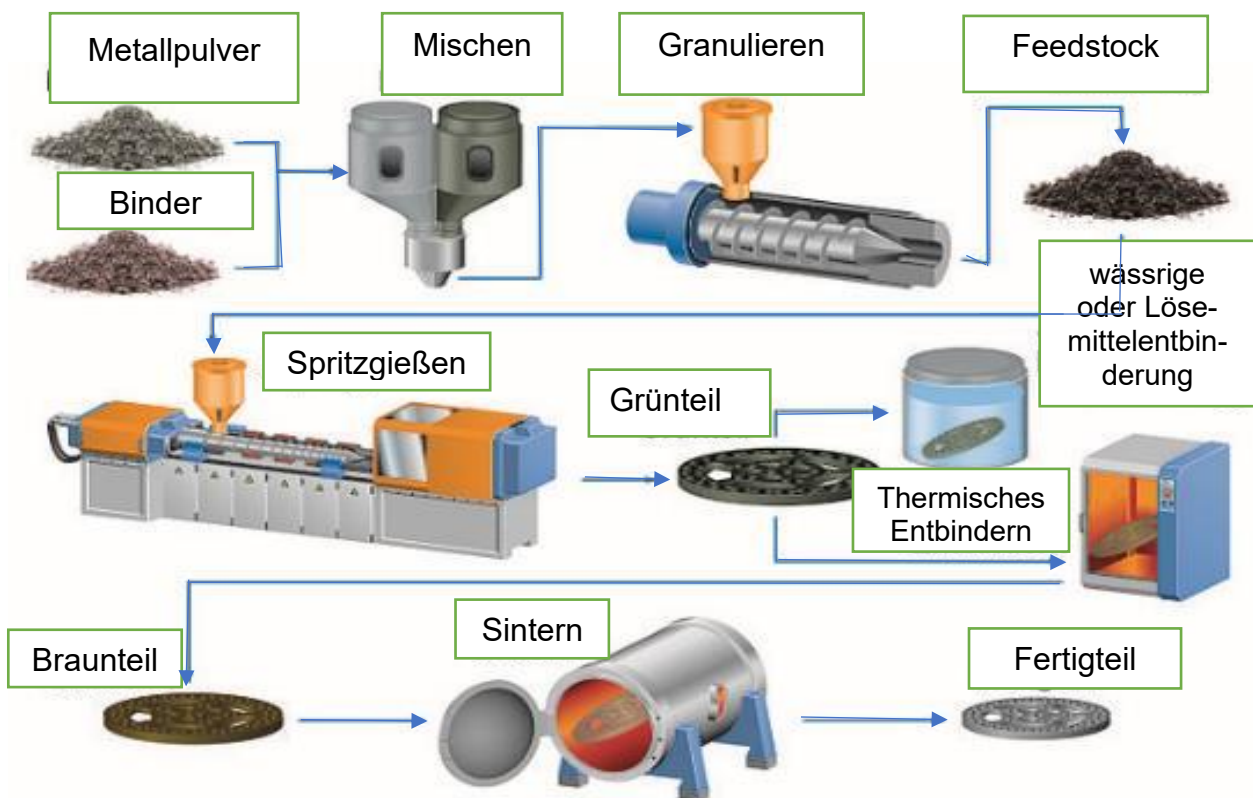 Metallpulver
Mischen
Granulieren
Feedstock
Binder
wässrige
oder Löse-
mittelentbin-
derung
Spritzgießen
Grünteil
Thermisches
Entbindern
Braunteil
Sintern
Fertigteil